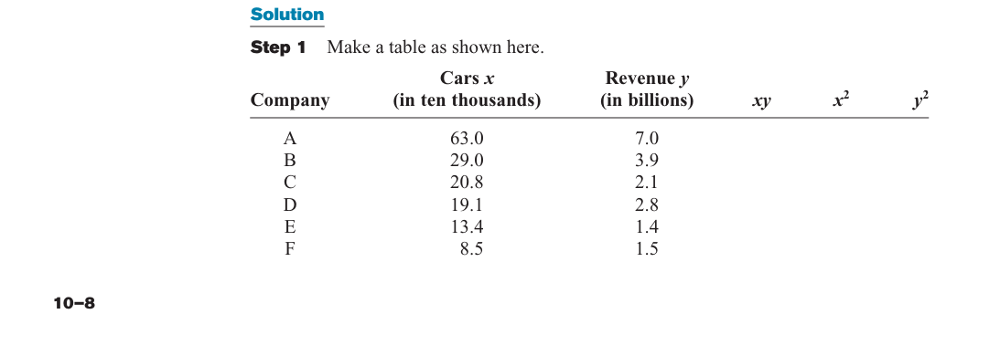 Solution
Step 1 Make a table as shown here.
Cars x Revenue y
Company (in ten thousands) (in billions) xy x² y²
A 63.0 7.0
B 29.0 3.9
C 20.8 2.1
D 19.1 2.8
E 13.4 1.4
F 8.5 1.5
10–8